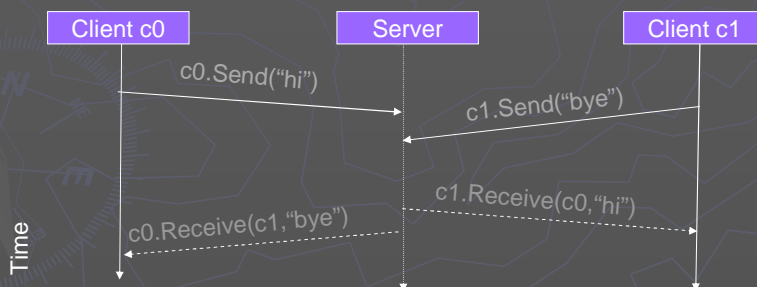 Client c0
Server
Client c1
c0.Send(“hi”)
c1.Send(“bye”)
c1.Receive(c0,“hi”)
c0.Receive(c1,“bye”)
Time
N
NE
E